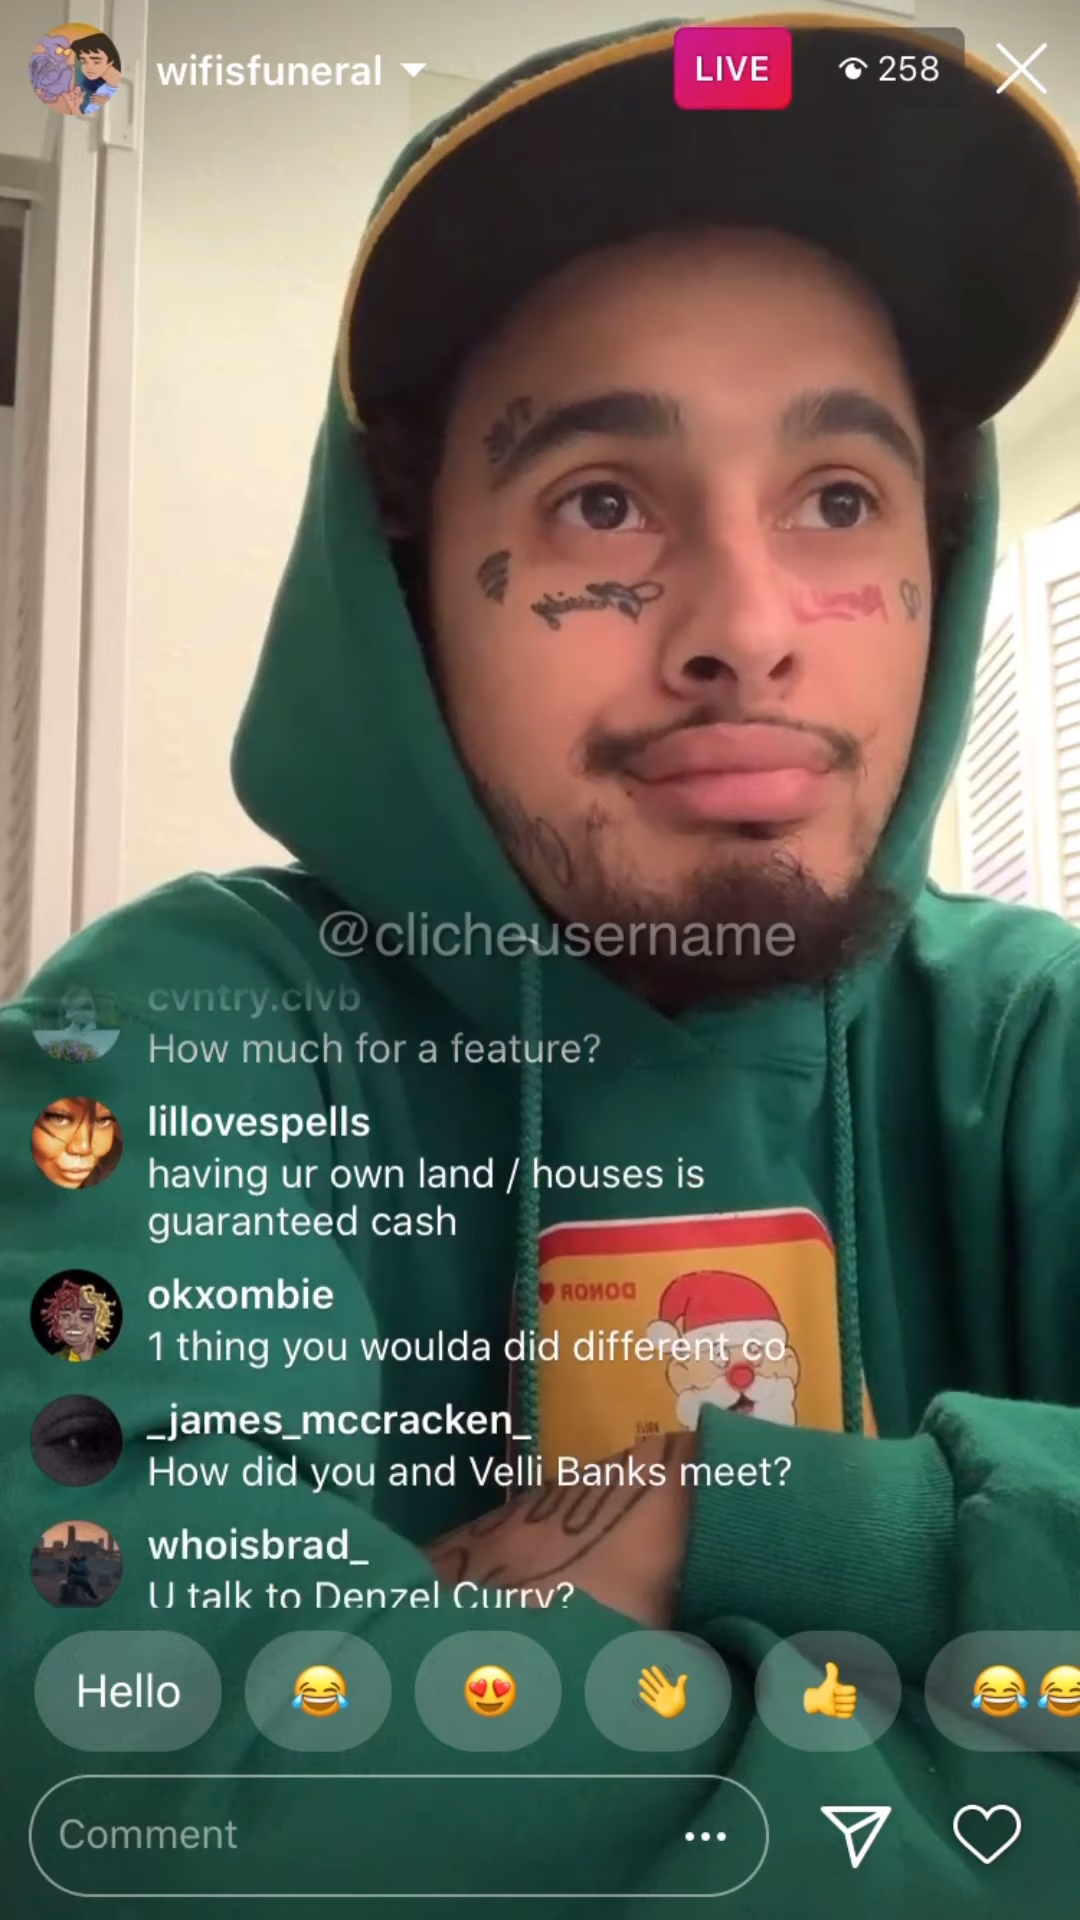 wifisfuneral
LIVE
258
@clicheusername
cvntry.clvb
How much for a feature?
lillovespells
having ur own land / houses is
guaranteed cash
DONOR
okxombie
1 thing you woulda did different co
_james_mccracken_
How did you and Velli Banks meet?
whoisbrad_
U talk to Denzel Curry?
Hello
Comment